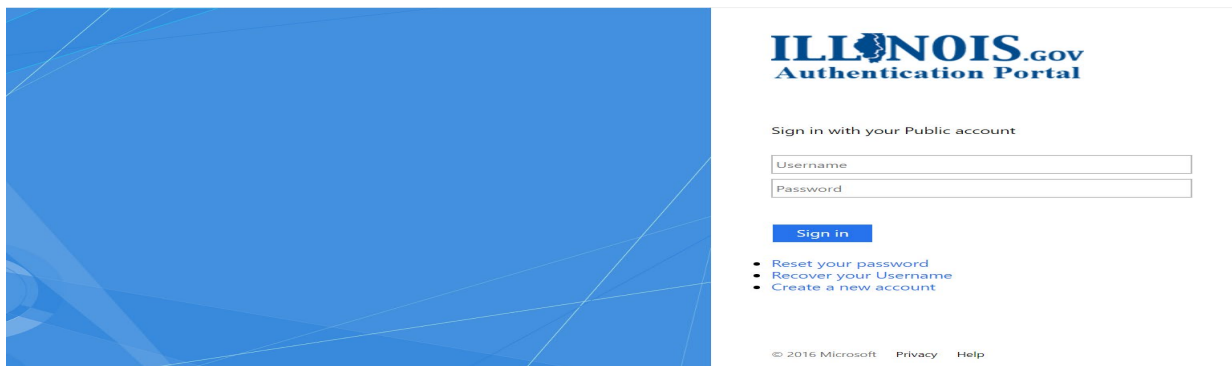 ILLINOIS.GOV
Authentication Portal
Sign in with your Public account
Username
Password
Sign in
Reset your password
Recover your Username
Create a new account
© 2016 Microsoft Privacy Help